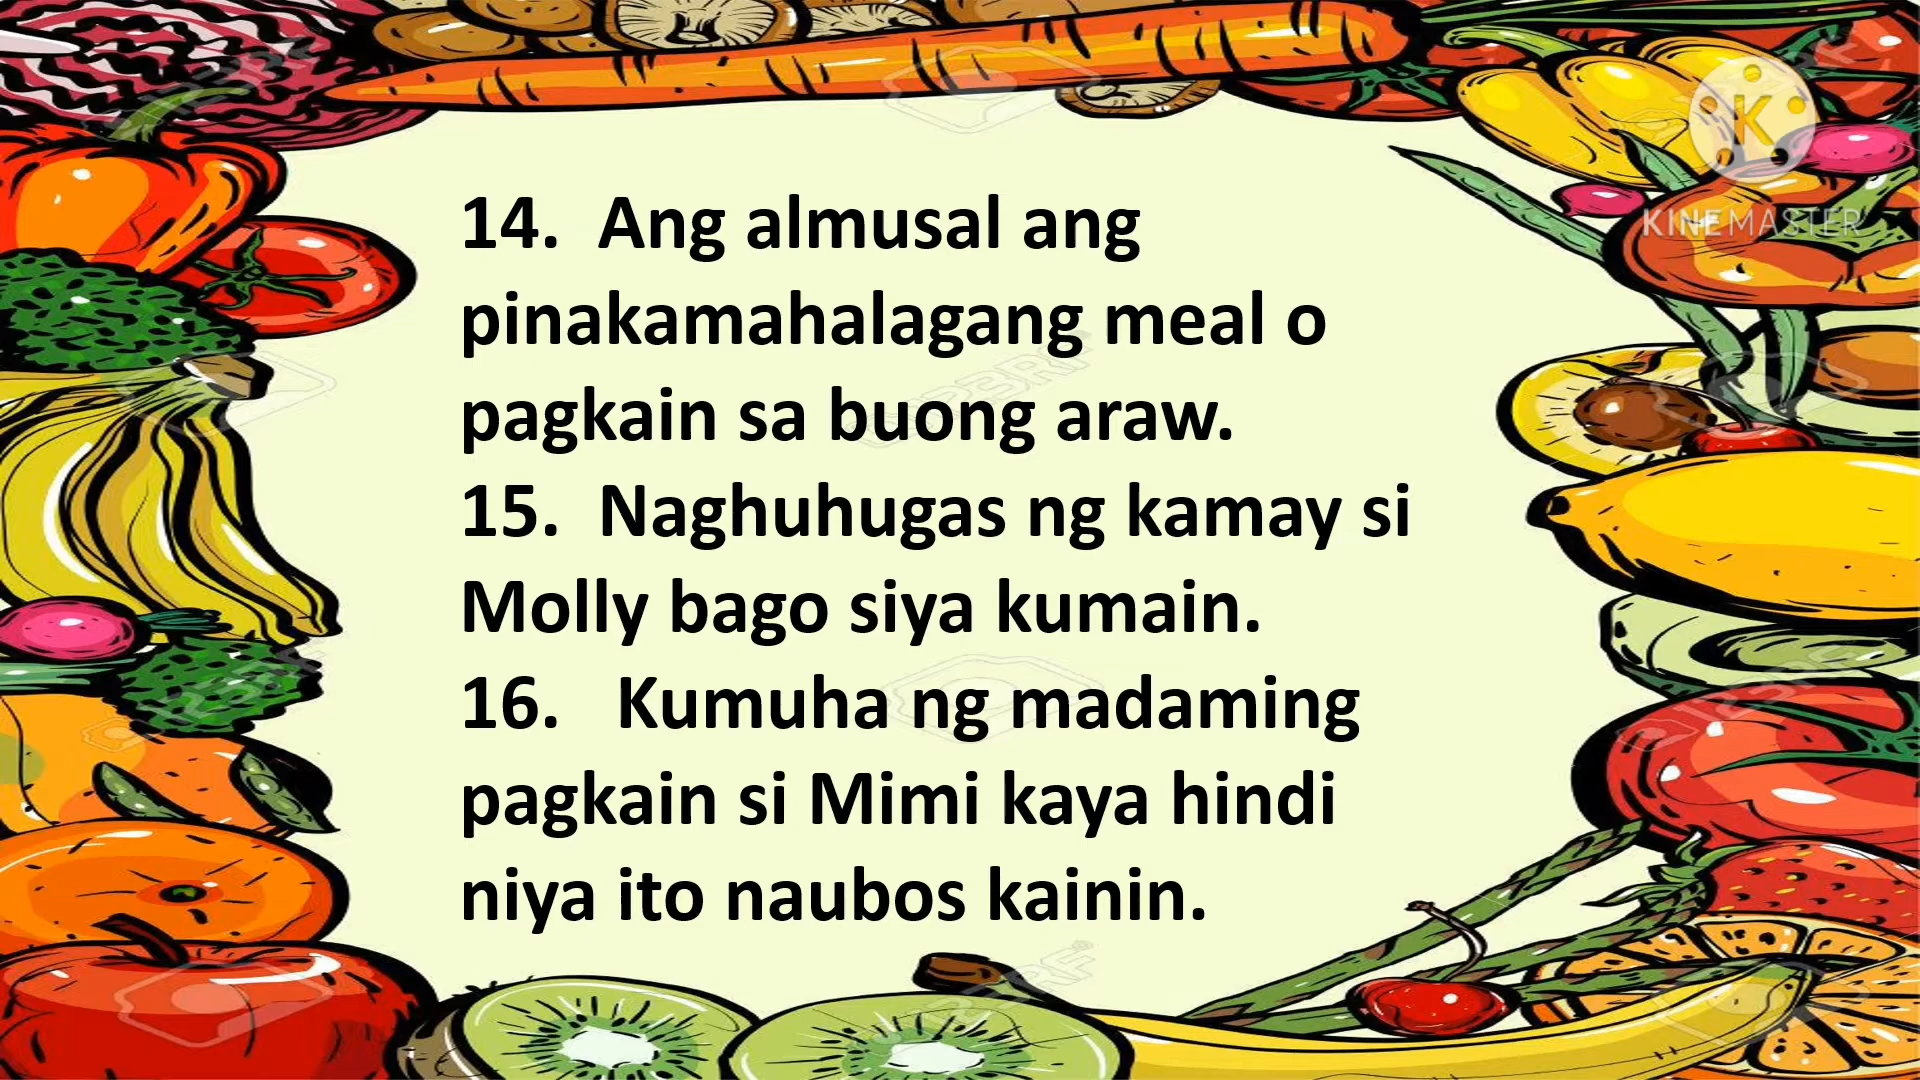 14.  Ang almusal ang
pinakamahalagang meal o
pagkain sa buong araw.
15.  Naghuhugas ng kamay si
Molly bago siya kumain.
16.   Kumuha ng madaming
pagkain si Mimi kaya hindi
niya ito naubos kainin.
K
KINEMASTER